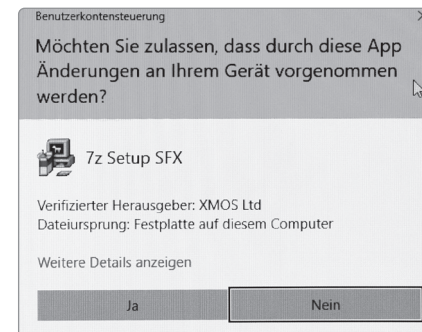 Benutzerkontensteuerung
Möchten Sie zulassen, dass durch diese App
Änderungen an Ihrem Gerät vorgenommen
werden?
7z Setup SFX
Verifizierter Herausgeber: XMOS Ltd
Dateiursprung: Festplatte auf diesem Computer
Weitere Details anzeigen
Ja
Nein